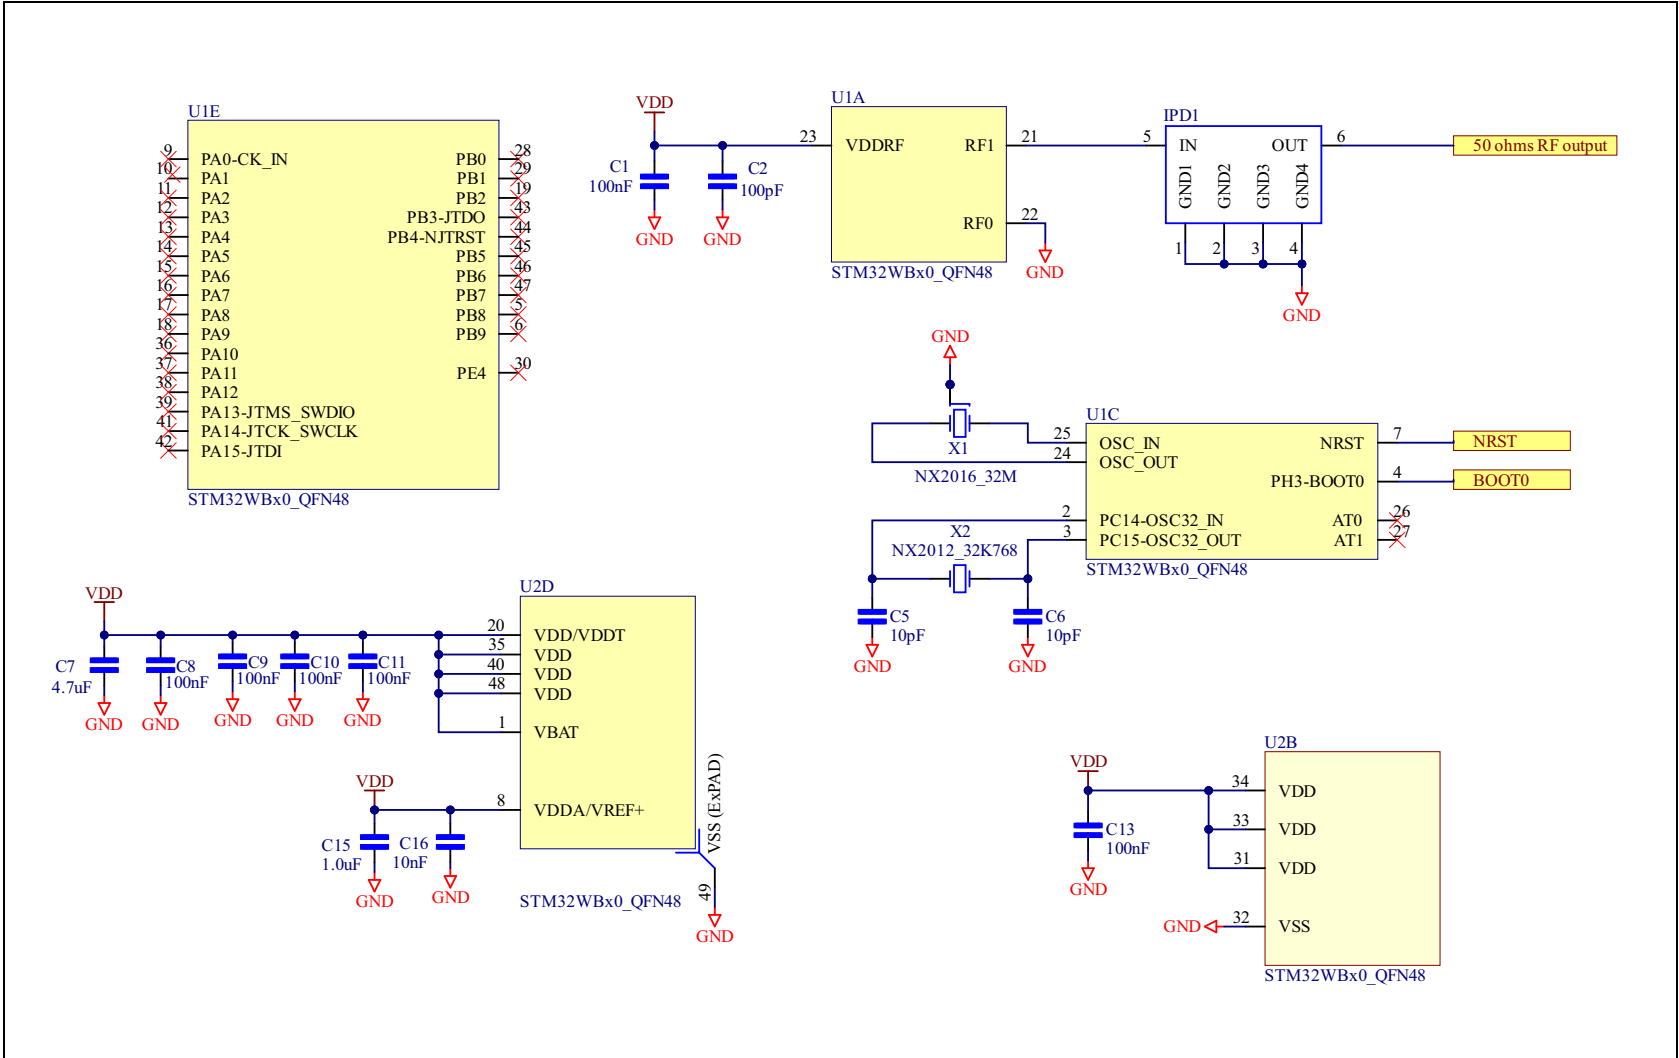 U1E
9 PA0-CK_IN PB0 28
10 PA1 PB1 29
11 PA2 PB2 19
12 PA3 PB3-JTDO 43
13 PA4 PB4-NJTRST 44
14 PA5 PB5 45
15 PA6 PB6 46
16 PA7 PB7 47
17 PA8 PB8 5
18 PA9 PB9 6
36 PA10
37 PA11 PE4 30
38 PA12
39 PA13-JTMS_SWDIO
41 PA14-JTCK_SWCLK
42 PA15-JTDI
STM32WBx0_QFN48
VDD
C1
100nF
GND
C2
100pF
GND
U1A
23 VDDRF RF1 21
RF0 22
GND
STM32WBx0_QFN48
IPD1
5 IN OUT 6
GND1 GND2 GND3 GND4
1 2 3 4
GND
50 ohms RF output
GND
X1
NX2016_32M
X2
NX2012_32K768
C5
10pF
GND
C6
10pF
GND
U1C
25 OSC_IN NRST 7
24 OSC_OUT
PH3-BOOT0 4
2 PC14-OSC32_IN AT0 26
3 PC15-OSC32_OUT AT1 27
STM32WBx0_QFN48
NRST
BOOT0
VDD
C7
4.7uF
GND
C8
100nF
GND
C9
100nF
GND
C10
100nF
GND
C11
100nF
GND
U2D
20 VDD/VDDT
35 VDD
40 VDD
48 VDD
1 VBAT
8 VDDA/VREF+
VSS (ExPAD)
49
GND
STM32WBx0_QFN48
VDD
C15
1.0uF
GND
C16
10nF
GND
VDD
C13
100nF
GND
U2B
34 VDD
33 VDD
31 VDD
GND 32 VSS
STM32WBx0_QFN48